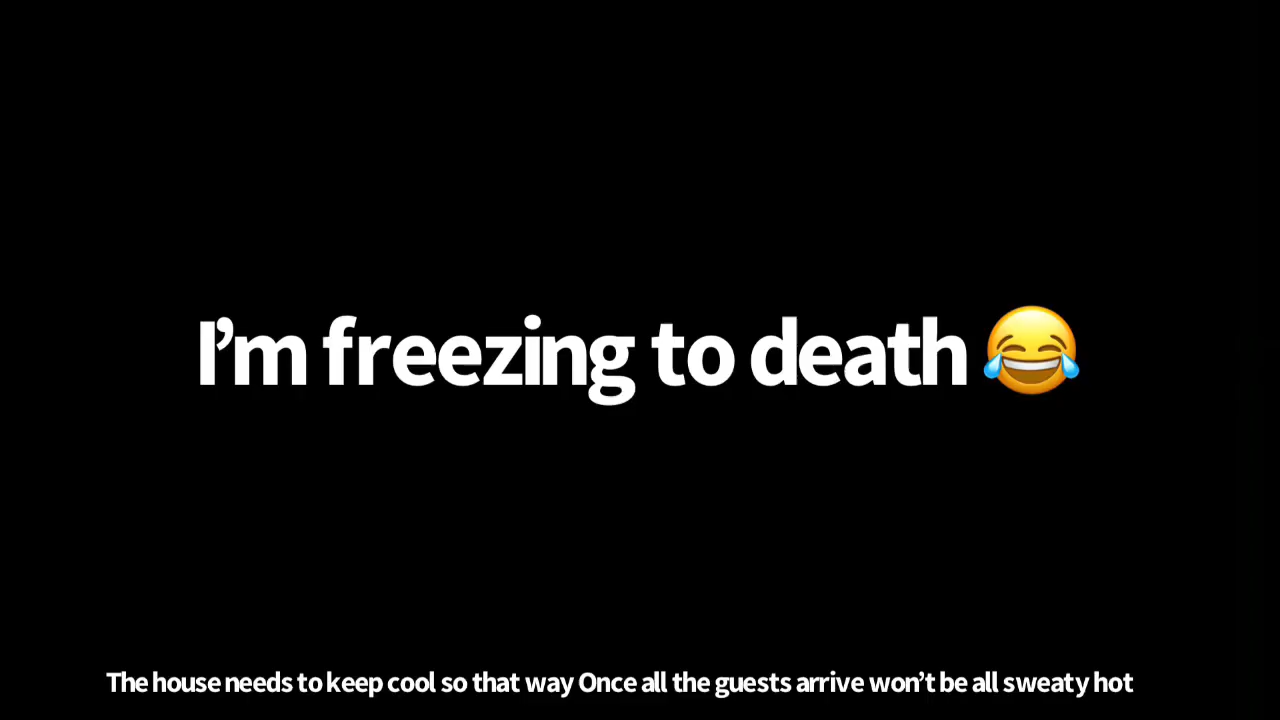 I’m freezing to death 😂
The house needs to keep cool so that way Once all the guests arrive won’t be all sweaty hot